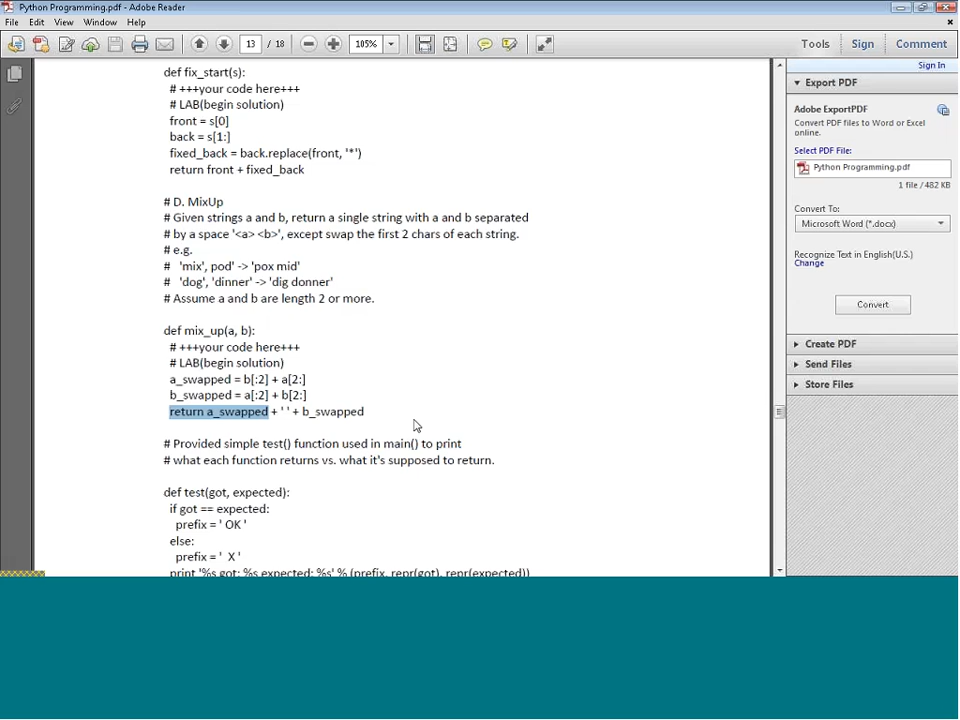 Python Programming.pdf - Adobe Reader
File Edit View Window Help
13 / 18 105% Tools Sign Comment
Sign In
def fix_start(s):
# +++your code here+++
# LAB(begin solution)
front = s[0]
back = s[1:]
fixed_back = back.replace(front, '*')
return front + fixed_back
# D. MixUp
# Given strings a and b, return a single string with a and b separated
# by a space '<a> <b>', except swap the first 2 chars of each string.
# e.g.
# 'mix', pod' -> 'pox mid'
# 'dog', 'dinner' -> 'dig donner'
# Assume a and b are length 2 or more.
def mix_up(a, b):
# +++your code here+++
# LAB(begin solution)
a_swapped = b[:2] + a[2:]
b_swapped = a[:2] + b[2:]
return a_swapped + ' ' + b_swapped
# Provided simple test() function used in main() to print
# what each function returns vs. what it's supposed to return.
def test(got, expected):
if got == expected:
prefix = ' OK '
else:
prefix = '  X '
print '%s got: %s expected: %s' % (prefix, repr(got), repr(expected))
Export PDF
Adobe ExportPDF
Convert PDF files to Word or Excel
online.
Select PDF File:
Python Programming.pdf
1 file / 482 KB
Convert To:
Microsoft Word (*.docx)
Recognize Text in English(U.S.)
Change
Convert
Create PDF
Send Files
Store Files